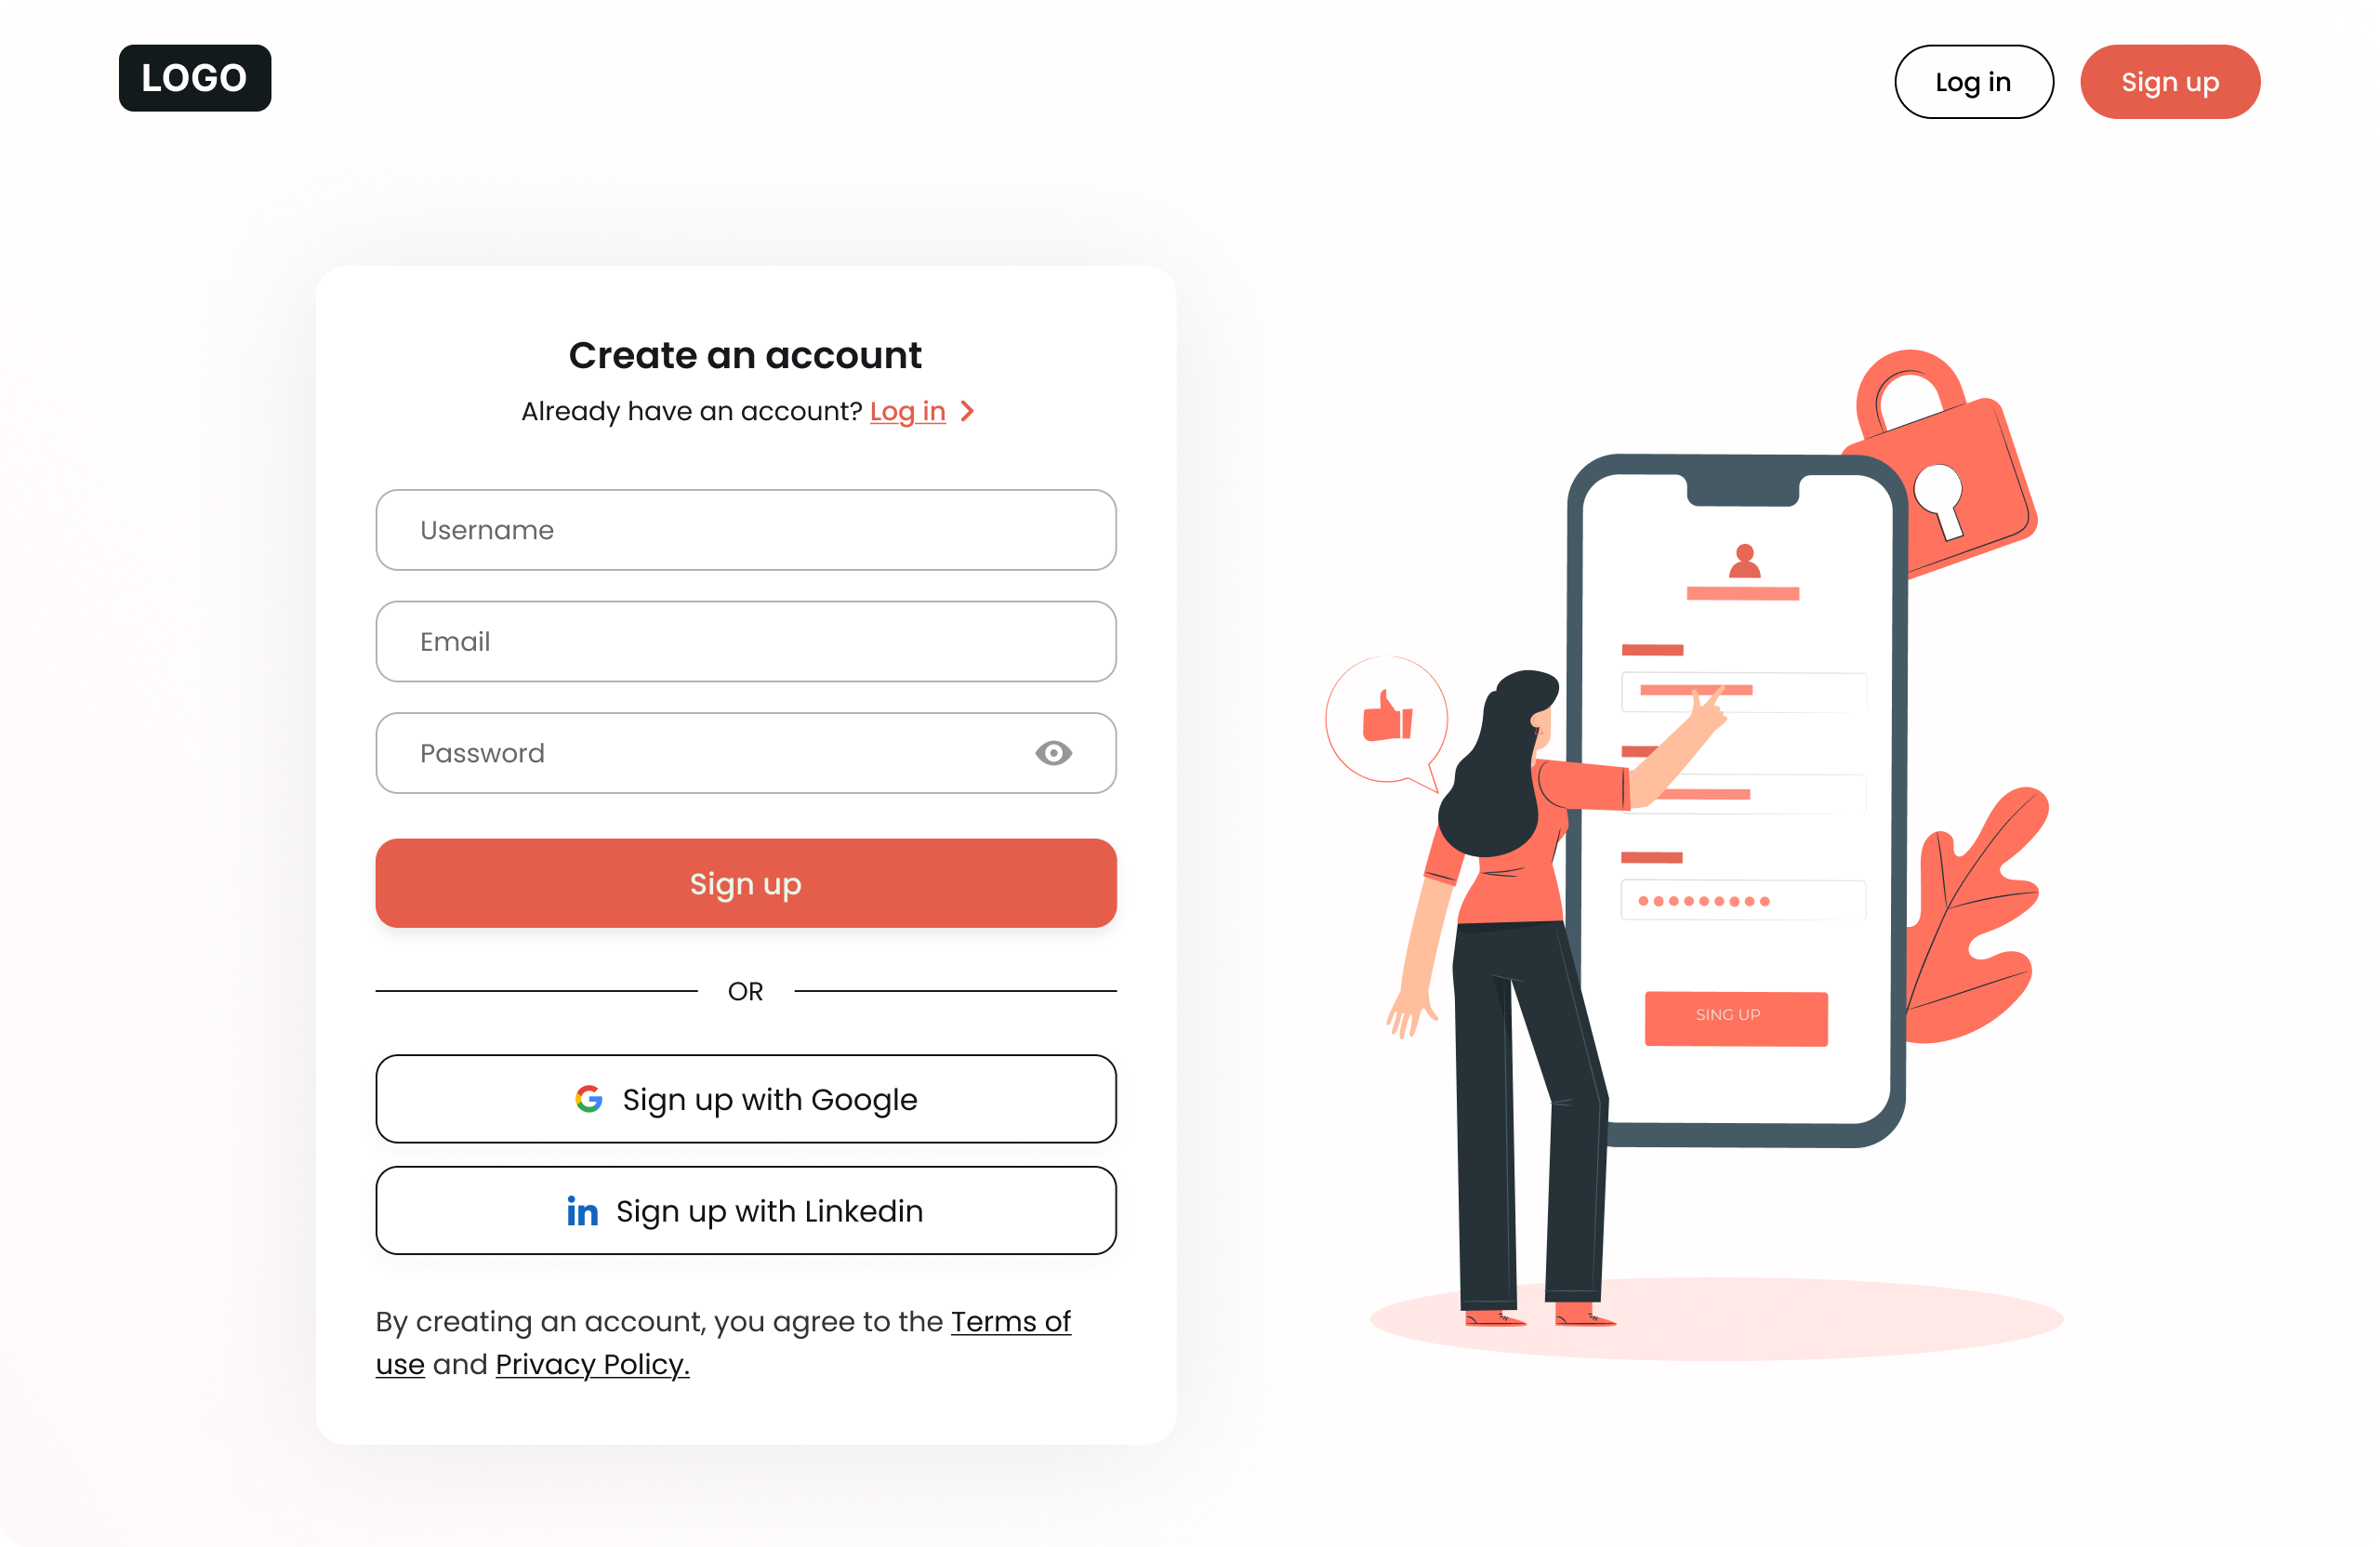 LOGO
Log in
Sign up
Create an account
Already have an account? Log in
Username
Email
Password
Sign up
OR
Sign up with Google
Sign up with Linkedin
By creating an account, you agree to the Terms of
use and Privacy Policy.
SING UP